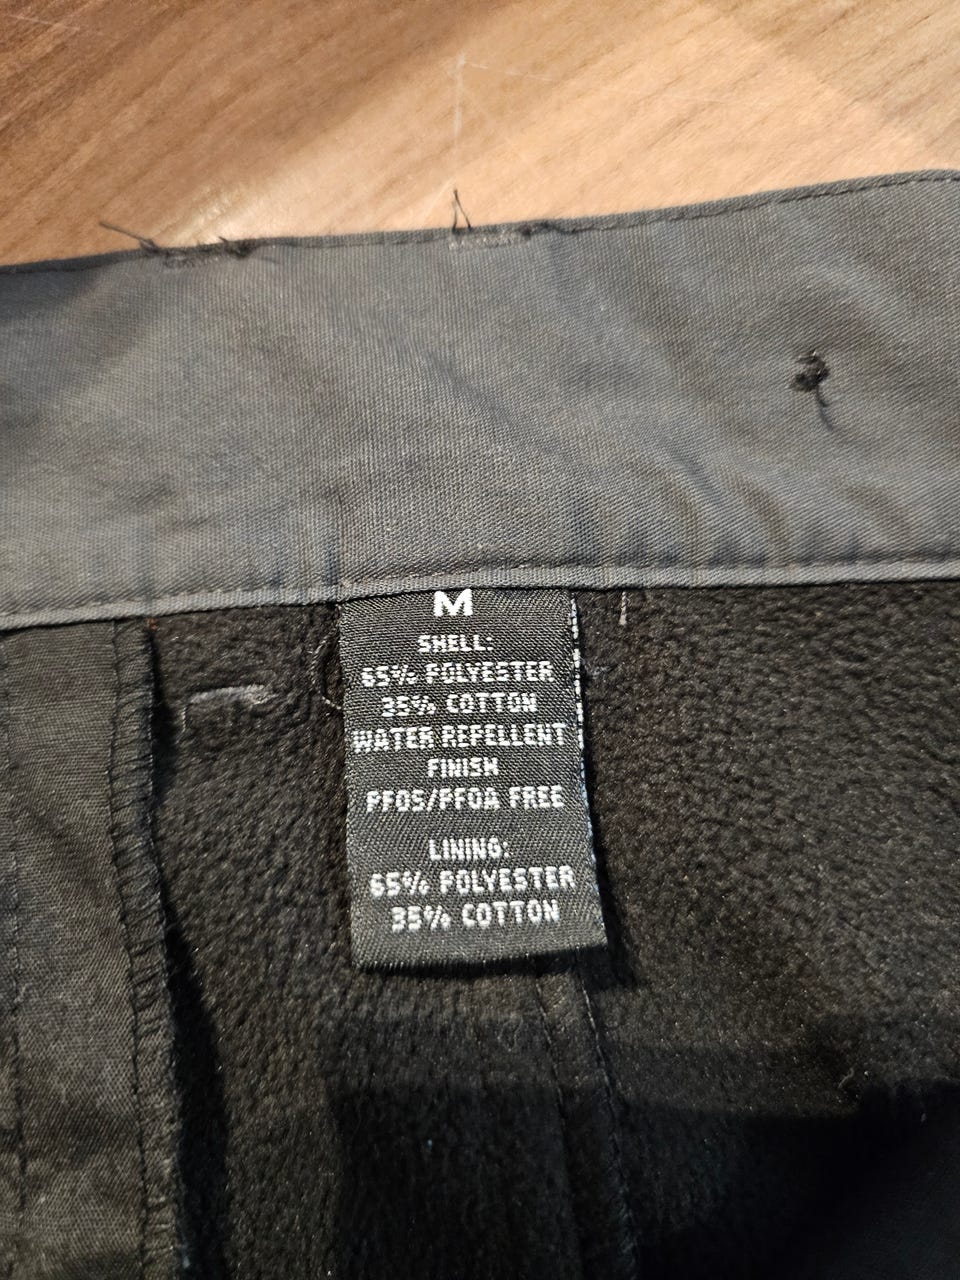 M
SHELL:
65% POLYESTER
35% COTTON
WATER REPELLENT
FINISH
PFOS/PFOA FREE
LINING:
65% POLYESTER
35% COTTON